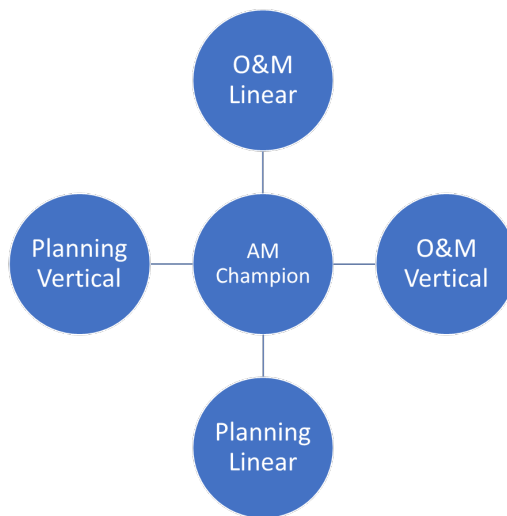 O&M
Linear
Planning
Vertical
AM
Champion
O&M
Vertical
Planning
Linear